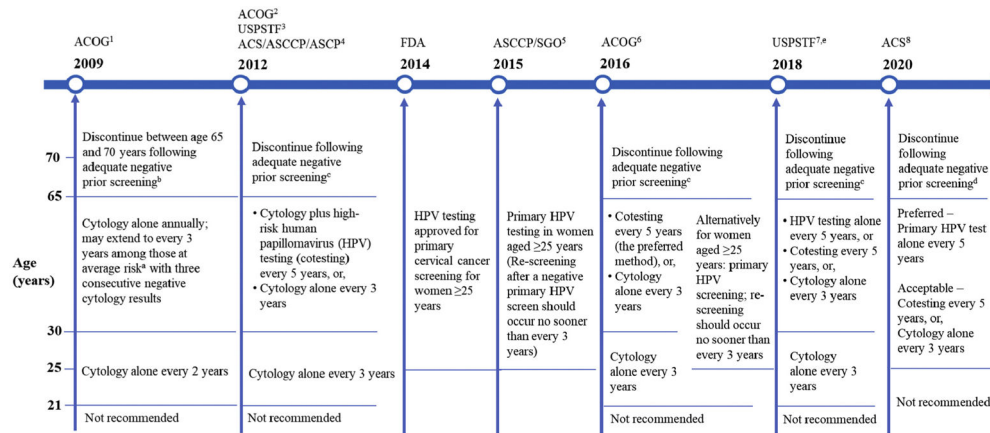 ACOG1
2009
ACOG2
USPSTF3
ACS/ASCCP/ASCP4
2012
FDA
2014
ASCCP/SGO5
2015
ACOG6
2016
USPSTF7,e
2018
ACS8
2020
Age
(years)
70
65
30
25
21
Discontinue between age 65
and 70 years following
adequate negative
prior screeningb
Cytology alone annually;
may extend to every 3
years among those at
average riska with three
consecutive negative
cytology results
Cytology alone every 2 years
Not recommended
Discontinue following
adequate negative
prior screeningc
• Cytology plus high-
risk human
papillomavirus (HPV)
testing (cotesting)
every 5 years, or,
• Cytology alone every 3
years
Cytology alone every 3 years
Not recommended
HPV testing
approved for
primary
cervical cancer
screening for
women ≥25
years
Primary HPV
testing in women
aged ≥25 years
(Re-screening
after a negative
primary HPV
screen should
occur no sooner
than every 3
years)
Discontinue following
adequate negative
prior screeningc
• Cotesting
every 5 years
(the preferred
method), or,
• Cytology
alone every 3
years
Alternatively
for women
aged ≥25
years: primary
HPV
screening; re-
screening
should occur
no sooner than
every 3 years
Cytology
alone every 3
years
Not recommended
Discontinue
following
adequate negative
prior screeningc
• HPV testing alone
every 5 years, or
• Cotesting every 5
years, or,
• Cytology alone
every 3 years
Cytology
alone every 3
years
Not recommended
Discontinue
following
adequate negative
prior screeningd
Preferred –
Primary HPV test
alone every 5
years
Acceptable –
Cotesting every 5
years, or,
Cytology alone
every 3 years
Not recommended